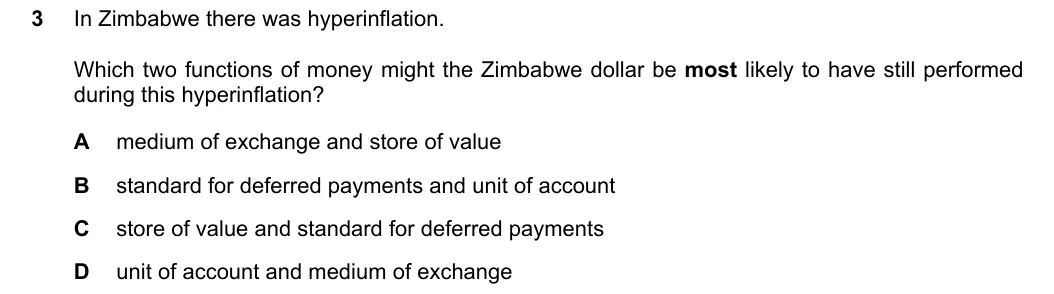 3 In Zimbabwe there was hyperinflation.
Which two functions of money might the Zimbabwe dollar be most likely to have still performed
during this hyperinflation?
A medium of exchange and store of value
B standard for deferred payments and unit of account
C store of value and standard for deferred payments
D unit of account and medium of exchange